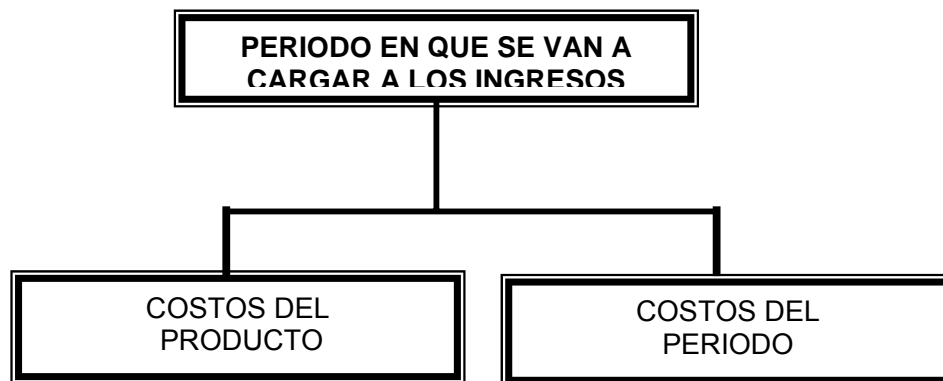 PERIODO EN QUE SE VAN A
CARGAR A LOS INGRESOS
COSTOS DEL
PRODUCTO
COSTOS DEL
PERIODO